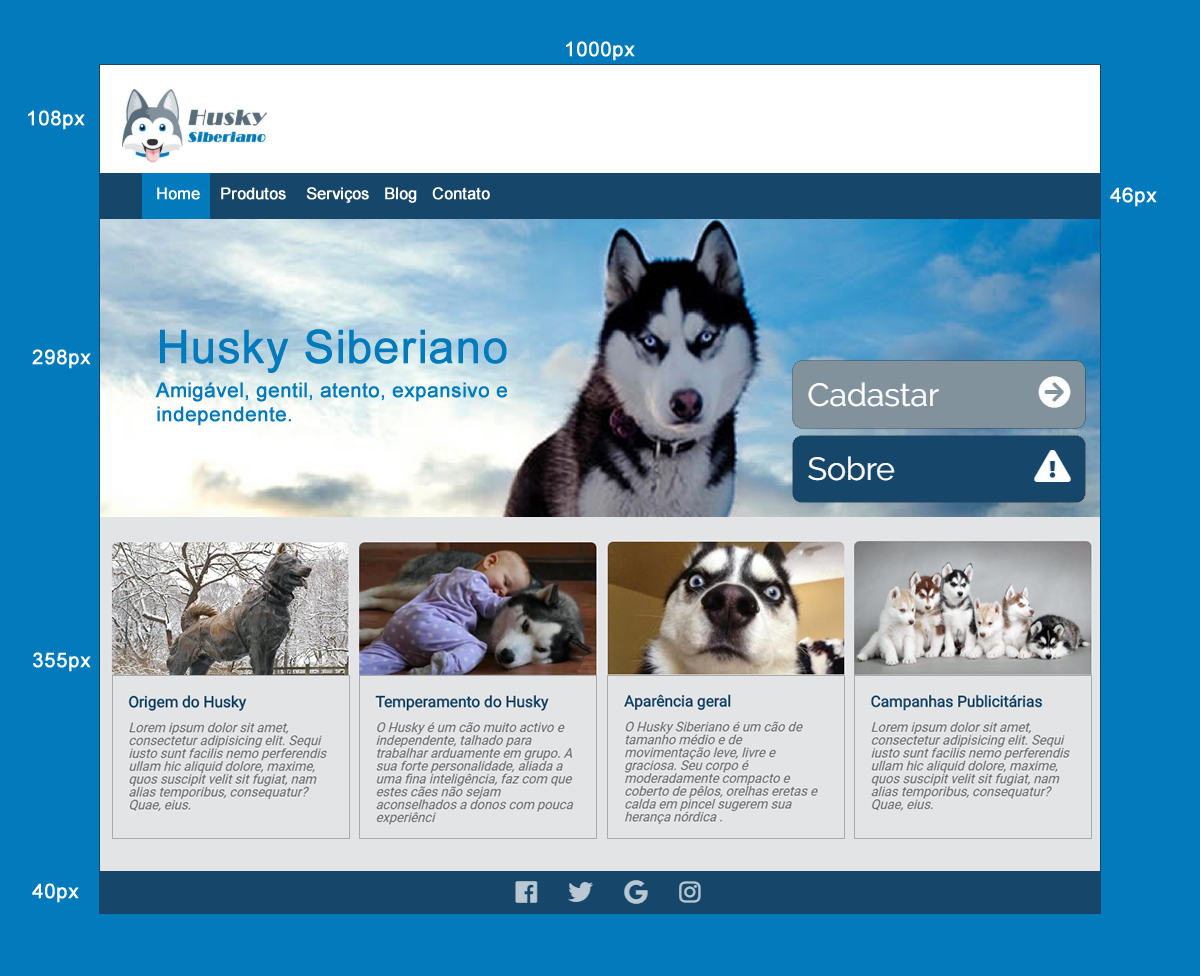 1000px
108px
Husky
Siberiano
Home Produtos Serviços Blog Contato
46px
298px
Husky Siberiano
Amigável, gentil, atento, expansivo e
independente.
Cadastar
Sobre
355px
Origem do Husky
Lorem ipsum dolor sit amet,
consectetur adipisicing elit. Sequi
iusto sunt facilis nemo perferendis
ullam hic aliquid dolore, maxime,
quos suscipit velit sit fugiat, nam
alias temporibus, consequatur?
Quae, eius.
Temperamento do Husky
O Husky é um cão muito activo e
independente, talhado para
trabalhar arduamente em grupo. A
sua forte personalidade, aliada a
uma fina inteligência, faz com que
estes cães não sejam
aconselhados a donos com pouca
experiênci
Aparência geral
O Husky Siberiano é um cão de
tamanho médio e de
movimentação leve, livre e
graciosa. Seu corpo é
moderadamente compacto e
coberto de pêlos, orelhas eretas e
calda em pincel sugerem sua
herança nórdica .
Campanhas Publicitárias
Lorem ipsum dolor sit amet,
consectetur adipisicing elit. Sequi
iusto sunt facilis nemo perferendis
ullam hic aliquid dolore, maxime,
quos suscipit velit sit fugiat, nam
alias temporibus, consequatur?
Quae, eius.
40px